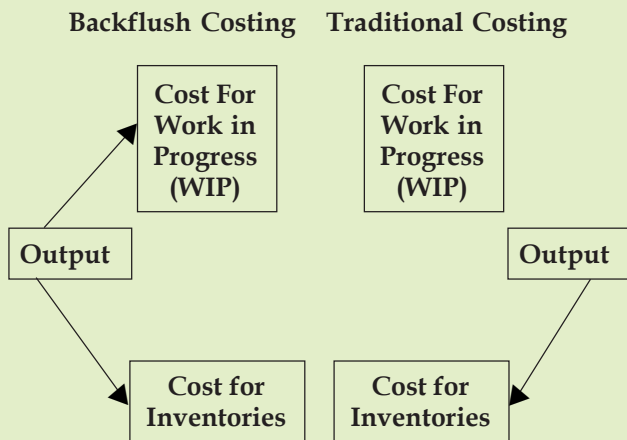 Backflush Costing Traditional Costing
Cost For
Work in
Progress
(WIP)
Cost For
Work in
Progress
(WIP)
Output
Output
Cost for
Inventories
Cost for
Inventories